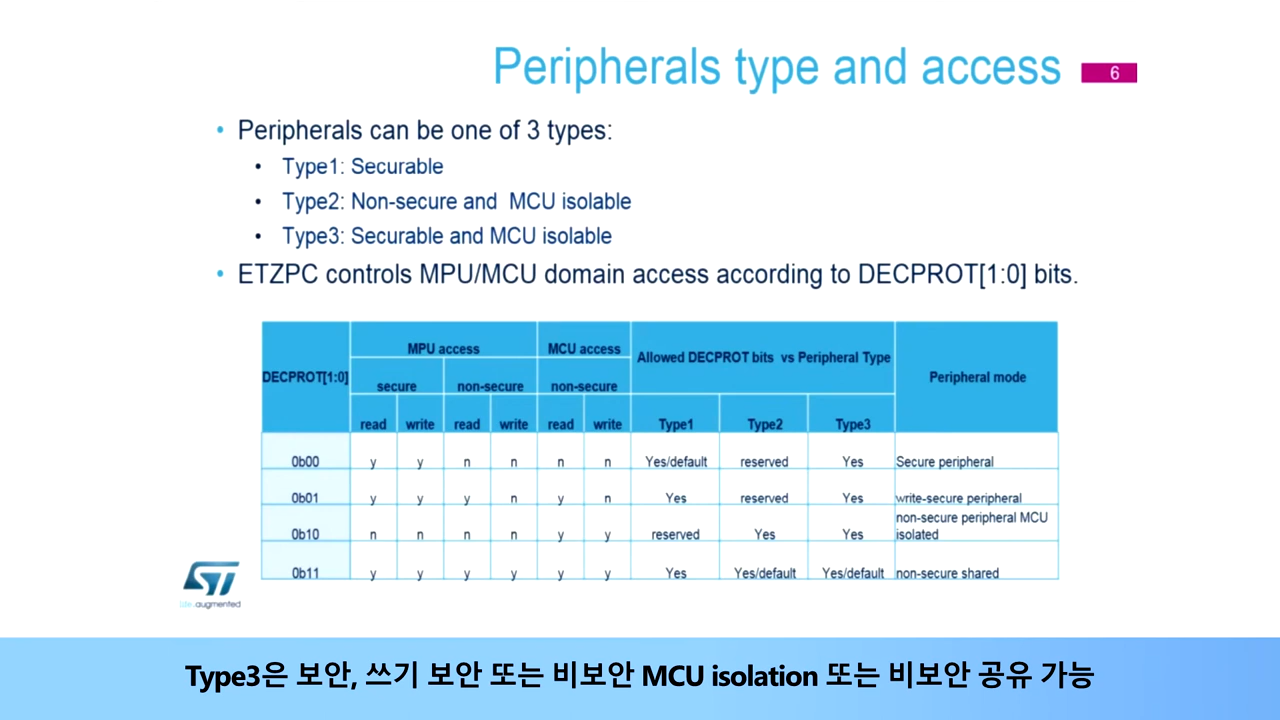 Peripherals type and access
6
• Peripherals can be one of 3 types:
• Type1: Securable
• Type2: Non-secure and MCU isolable
• Type3: Securable and MCU isolable
• ETZPC controls MPU/MCU domain access according to DECPROT[1:0] bits.
DECPROT[1:0] MPU access MCU access Allowed DECPROT bits vs Peripheral Type Peripheral mode
secure non-secure non-secure
read write read write read write Type1 Type2 Type3
0b00 y y n n n n Yes/default reserved Yes Secure peripheral
0b01 y y y n y n Yes reserved Yes write-secure peripheral
0b10 n n n n y y reserved Yes Yes non-secure peripheral MCU
isolated
0b11 y y y y y y Yes Yes/default Yes/default non-secure shared
ST
life.augmented
Type3은 보안, 쓰기 보안 또는 비보안 MCU isolation 또는 비보안 공유 가능